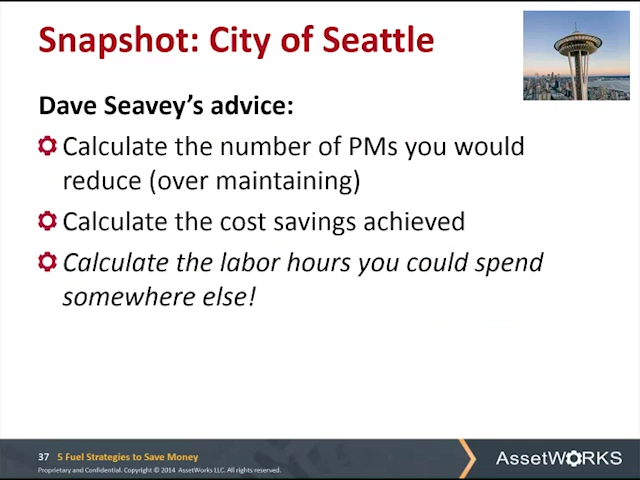 Snapshot: City of Seattle
Dave Seavey’s advice:
Calculate the number of PMs you would
reduce (over maintaining)
Calculate the cost savings achieved
Calculate the labor hours you could spend
somewhere else!
37 5 Fuel Strategies to Save Money
Proprietary and Confidential. Copyright © 2014 AssetWorks LLC. All rights reserved.
AssetWORKS